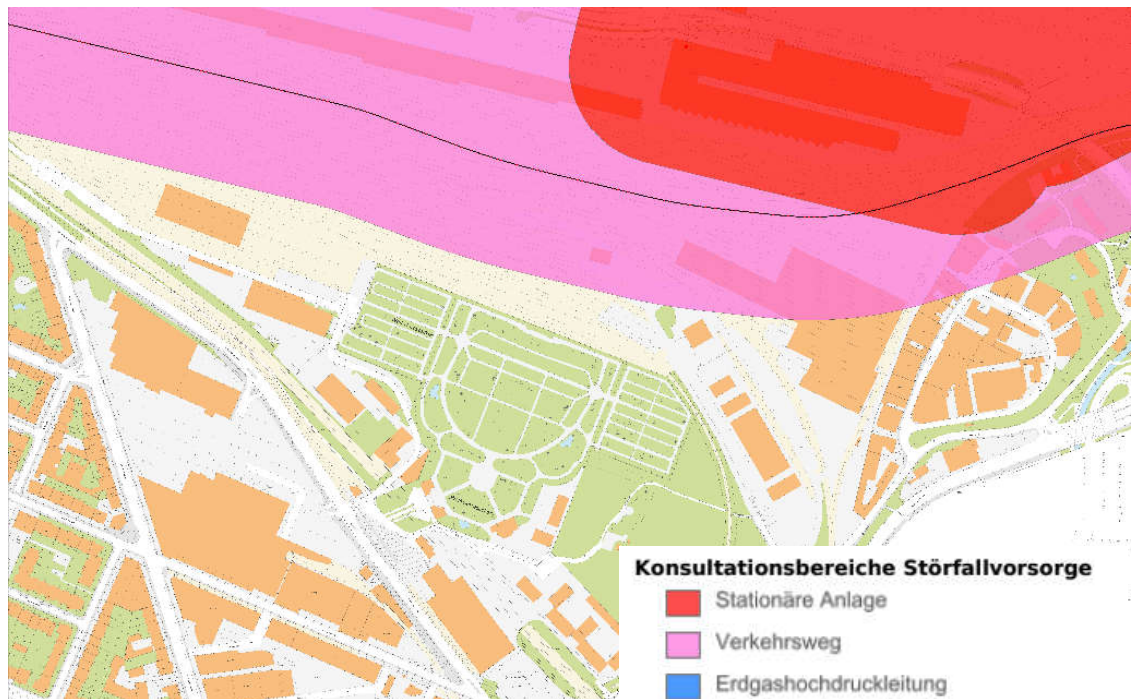 Konsultationsbereiche Störfallvorsorge
Stationäre Anlage
Verkehrsweg
Erdgashochdruckleitung